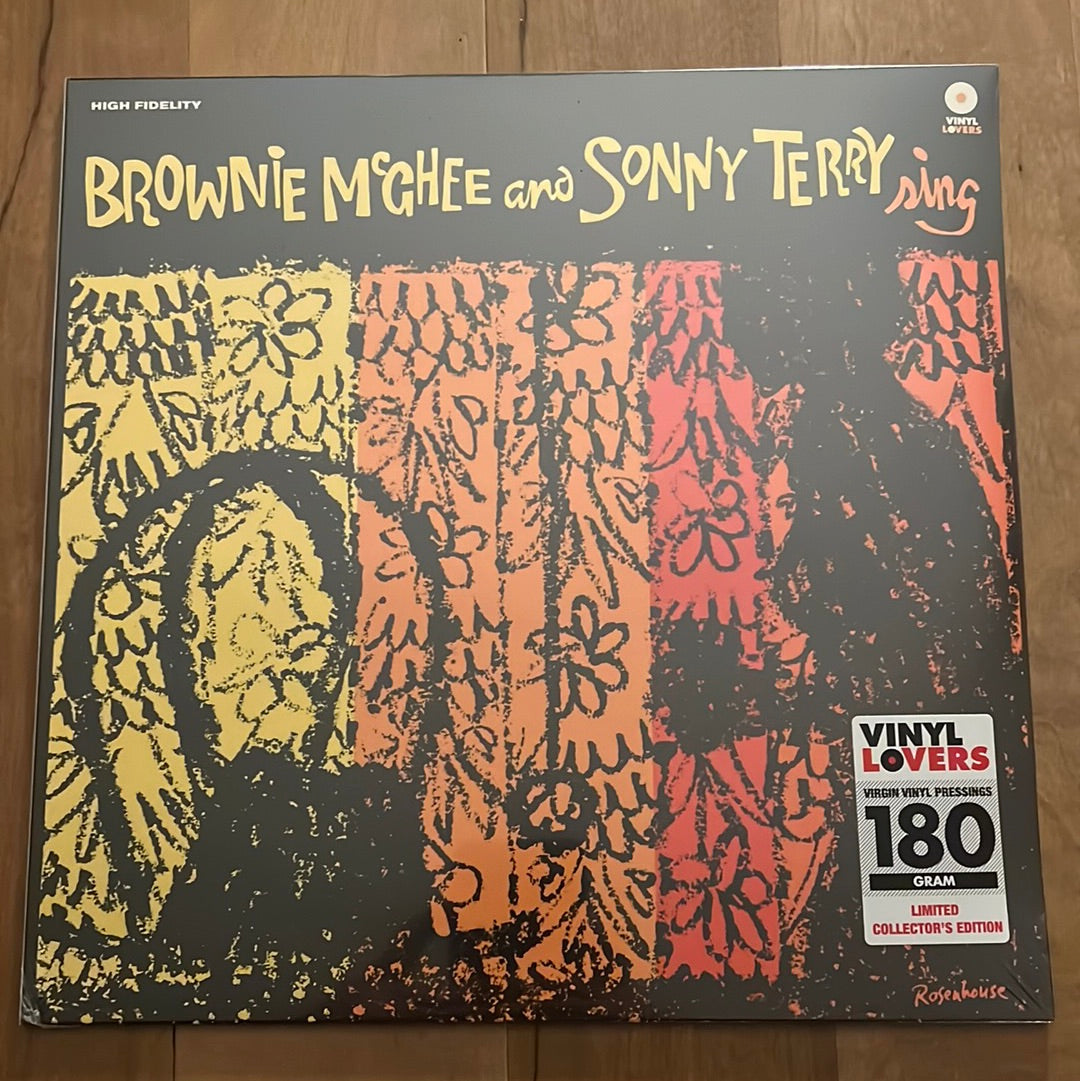 HIGH FIDELITY
VINYL
LOVERS
BROWNIE McGHEE and SONNY TERRY sing
VINYL
LOVERS
VIRGIN VINYL PRESSINGS
180
GRAM
LIMITED
COLLECTOR'S EDITION
Rosenhouse